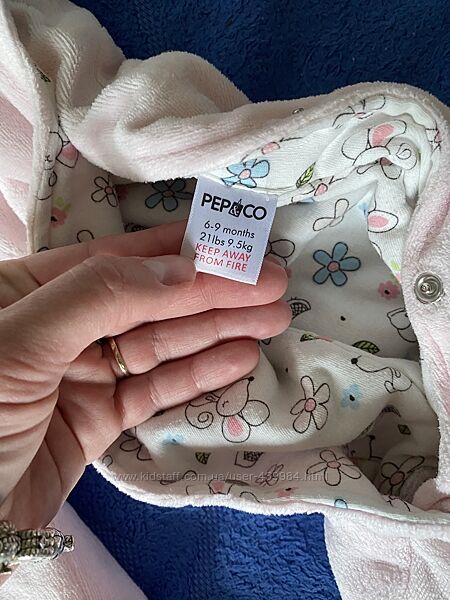 PEP&CO
6-9 months
21lbs 9.5kg
KEEP AWAY
FROM FIRE